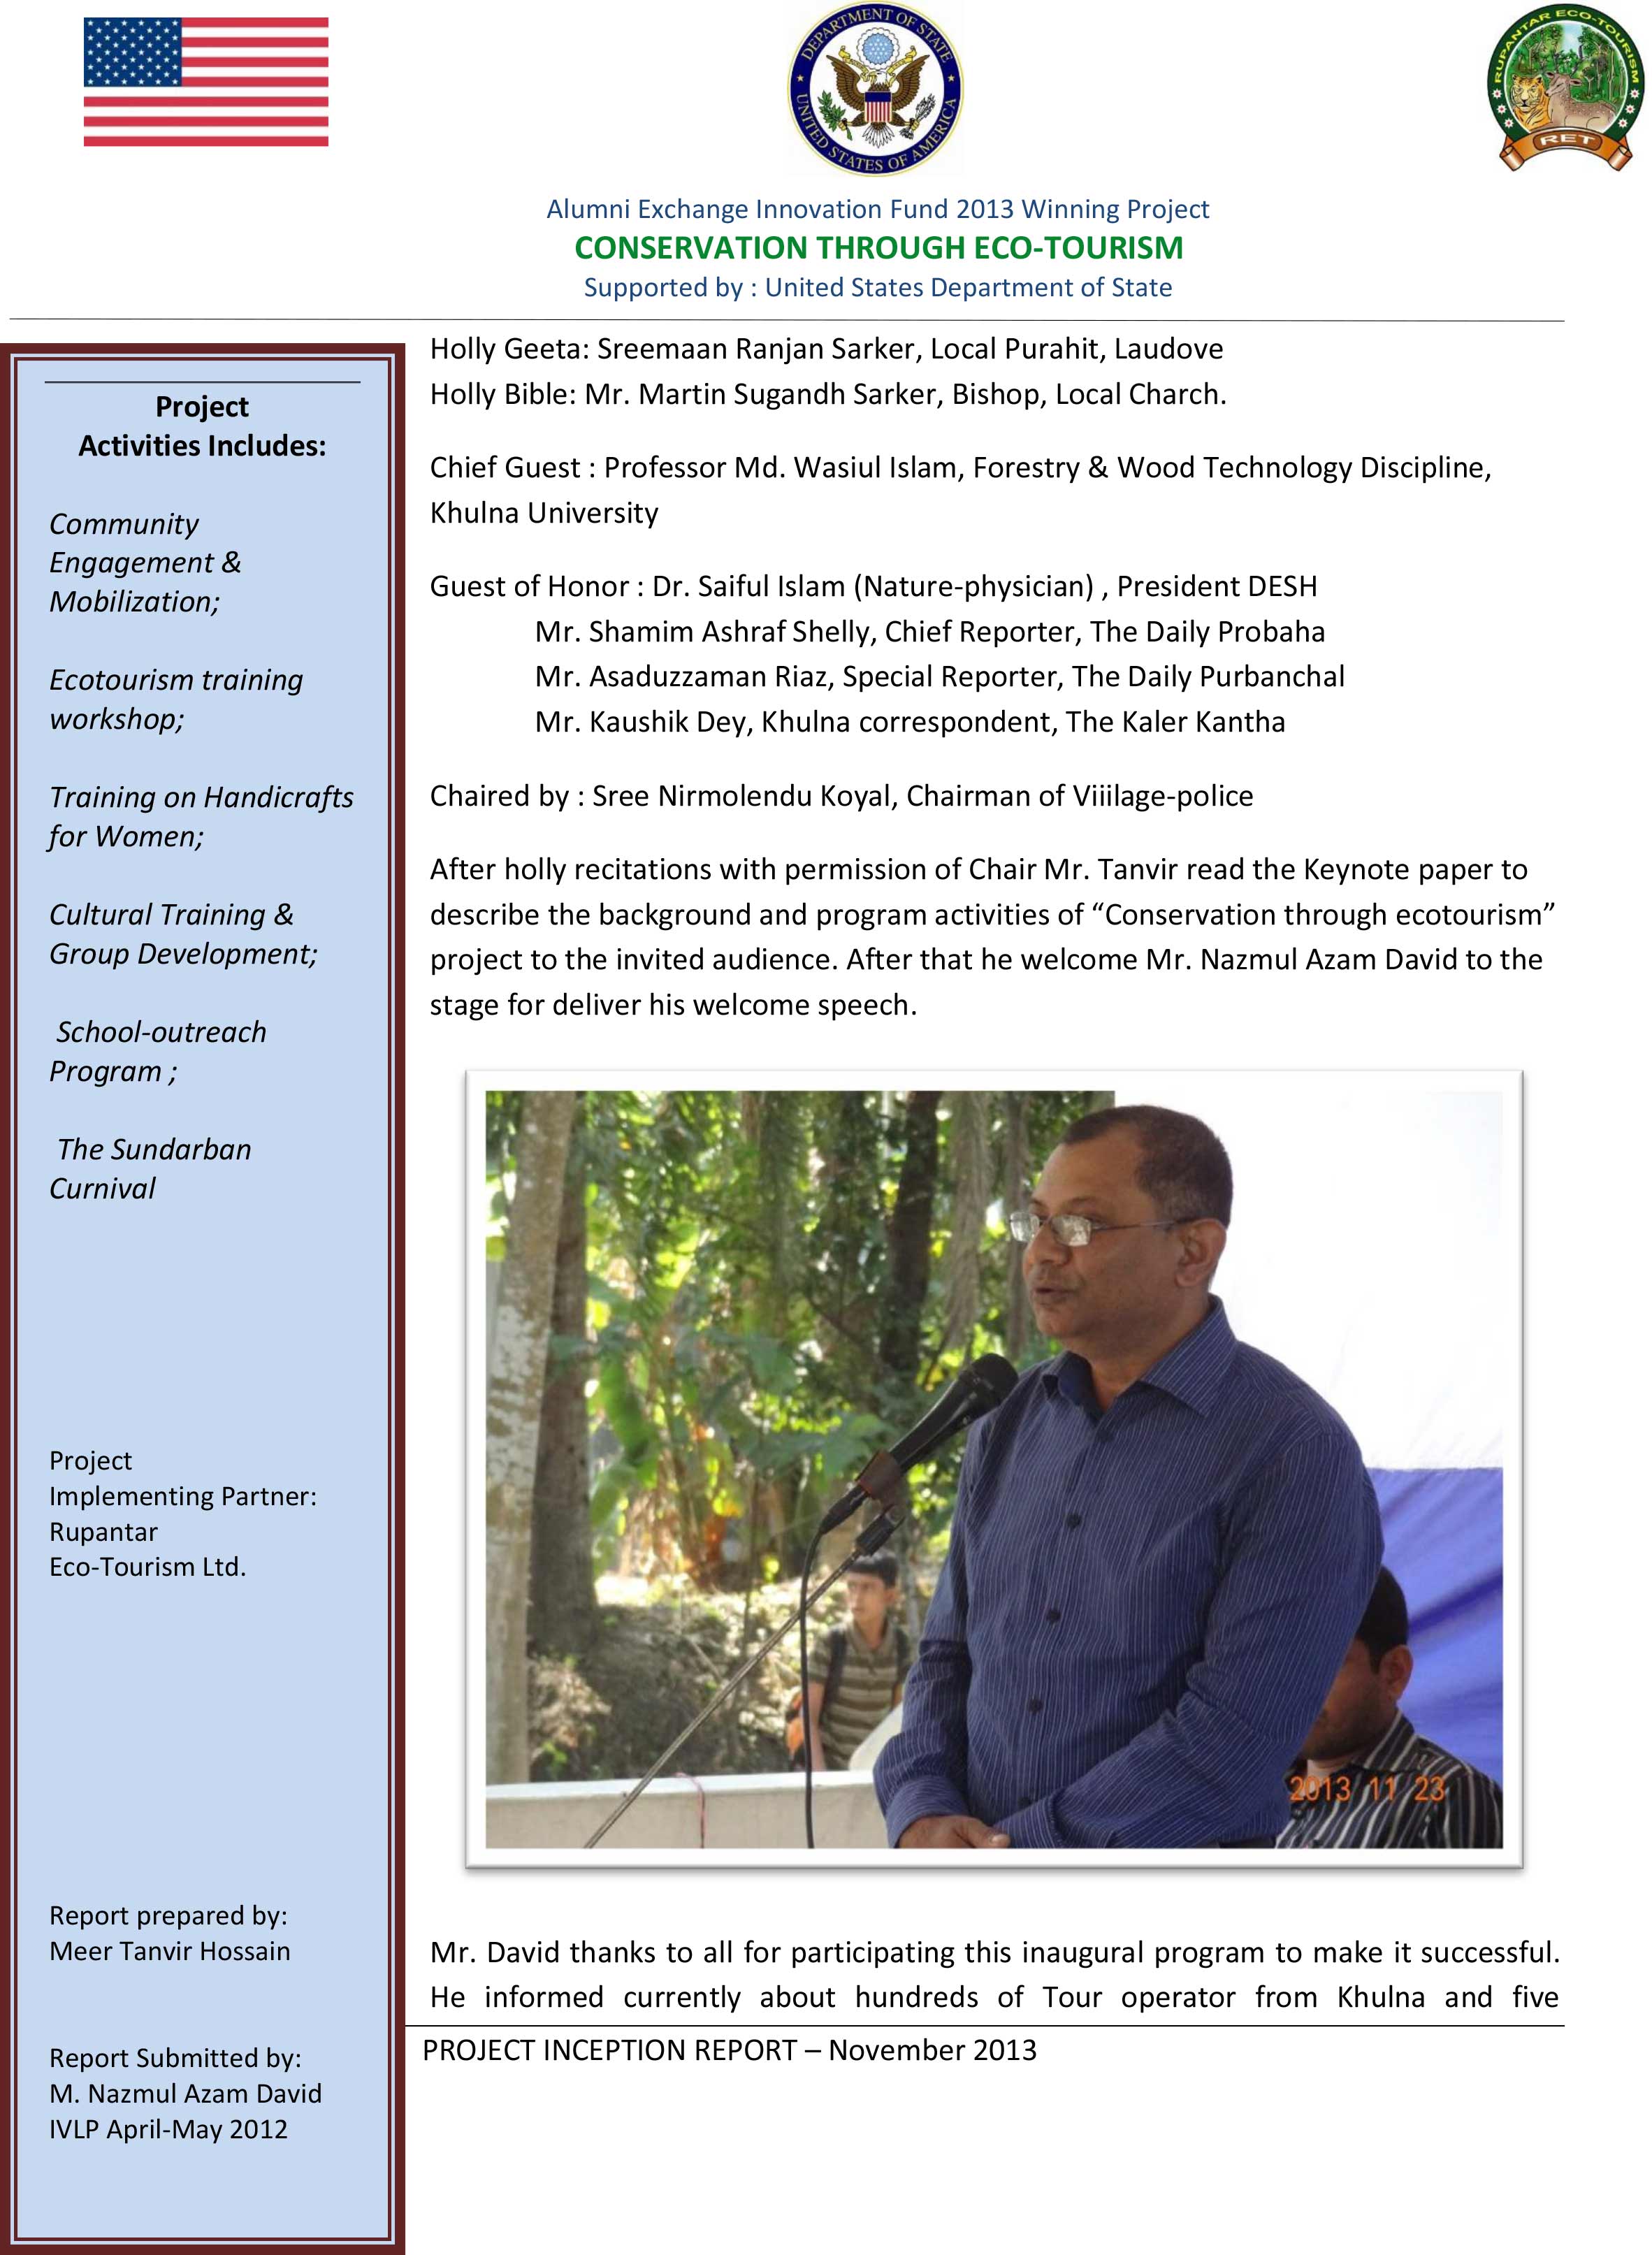 DEPARTMENT OF STATE
UNITED STATES OF AMERICA
RUPANTAR ECO-TOURISM
RET
Alumni Exchange Innovation Fund 2013 Winning Project
CONSERVATION THROUGH ECO-TOURISM
Supported by : United States Department of State
Project
Activities Includes:
Community
Engagement &
Mobilization;
Ecotourism training
workshop;
Training on Handicrafts
for Women;
Cultural Training &
Group Development;
School-outreach
Program ;
The Sundarban
Curnival
Project
Implementing Partner:
Rupantar
Eco-Tourism Ltd.
Report prepared by:
Meer Tanvir Hossain
Report Submitted by:
M. Nazmul Azam David
IVLP April-May 2012
Holly Geeta: Sreemaan Ranjan Sarker, Local Purahit, Laudove
Holly Bible: Mr. Martin Sugandh Sarker, Bishop, Local Charch.
Chief Guest : Professor Md. Wasiul Islam, Forestry & Wood Technology Discipline,
Khulna University
Guest of Honor : Dr. Saiful Islam (Nature-physician) , President DESH
Mr. Shamim Ashraf Shelly, Chief Reporter, The Daily Probaha
Mr. Asaduzzaman Riaz, Special Reporter, The Daily Purbanchal
Mr. Kaushik Dey, Khulna correspondent, The Kaler Kantha
Chaired by : Sree Nirmolendu Koyal, Chairman of Viiilage-police
After holly recitations with permission of Chair Mr. Tanvir read the Keynote paper to
describe the background and program activities of “Conservation through ecotourism”
project to the invited audience. After that he welcome Mr. Nazmul Azam David to the
stage for deliver his welcome speech.
2013 11 23
Mr. David thanks to all for participating this inaugural program to make it successful.
He informed currently about hundreds of Tour operator from Khulna and five
PROJECT INCEPTION REPORT – November 2013